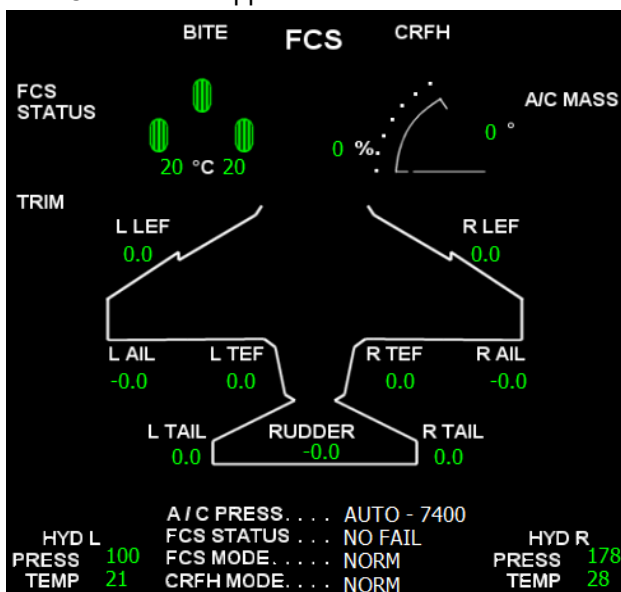 BITE FCS CRFH
FCS
STATUS
A/C MASS
0 %. 0 °
20 °C 20
TRIM
L LEF R LEF
0.0 0.0
L AIL L TEF R TEF R AIL
-0.0 0.0 0.0 -0.0
L TAIL RUDDER R TAIL
0.0 -0.0 0.0
A/C PRESS.... AUTO - 7400
HYD L FCS STATUS .... NO FAIL HYD R
PRESS 100 FCS MODE..... NORM PRESS 178
TEMP 21 CRFH MODE.... NORM TEMP 28